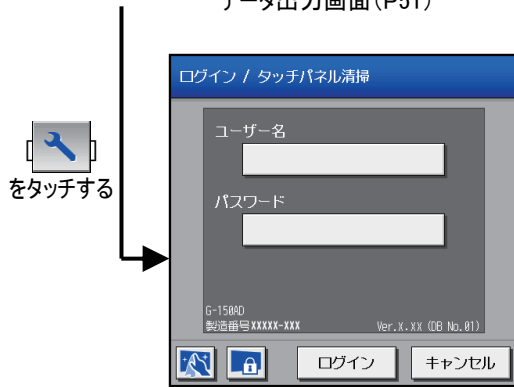 データ出力画面(P51)
ログイン / タッチパネル清掃
ユーザー名
をタッチする
パスワード
G-150AD
製造番号XXXXX-XXX Ver.X.XX (DB No.01)
ログイン キャンセル